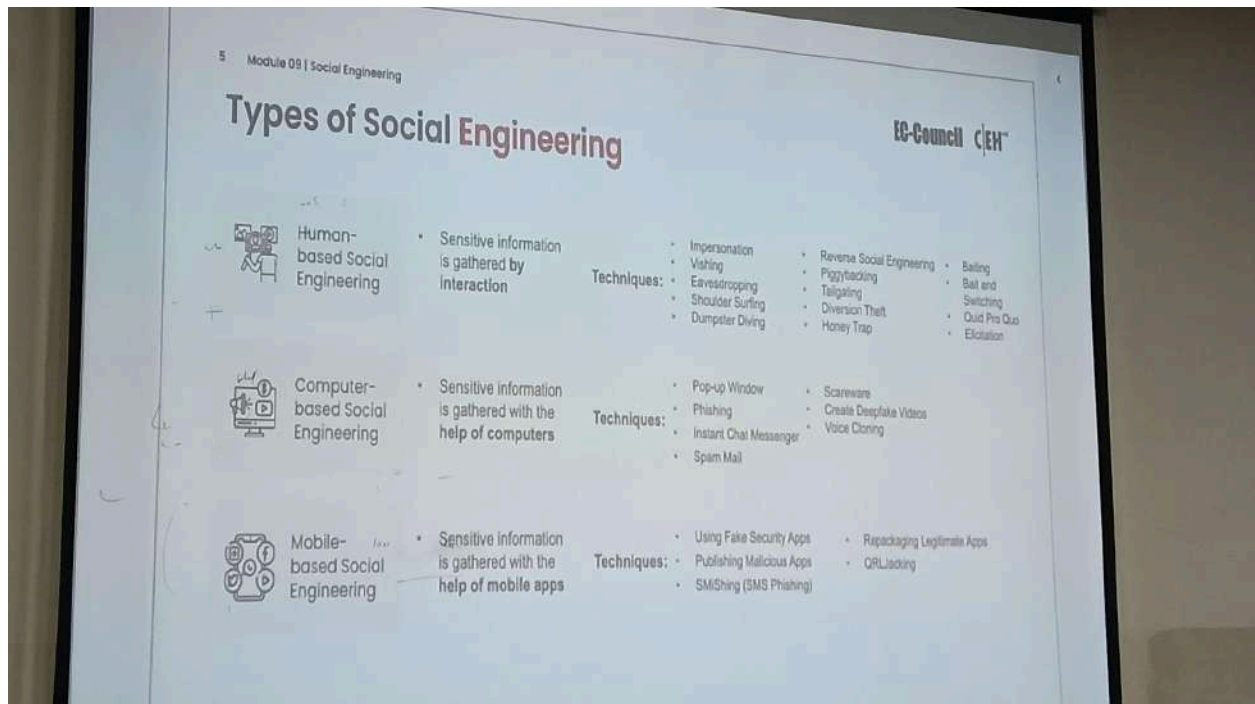 5 Module 09 | Social Engineering
Types of Social Engineering
EC-Council C|EH™
Human-
based Social
Engineering
• Sensitive information
is gathered by
interaction
Techniques:
• Impersonation
• Vishing
• Eavesdropping
• Shoulder Surfing
• Dumpster Diving
• Reverse Social Engineering
• Piggybacking
• Tailgating
• Diversion Theft
• Honey Trap
• Baiting
• Bait and
Switching
• Quid Pro Quo
• Elicitation
Computer-
based Social
Engineering
• Sensitive information
is gathered with the
help of computers
Techniques:
• Pop-up Window
• Phishing
• Instant Chat Messenger
• Spam Mail
• Scareware
• Create Deepfake Videos
• Voice Cloning
Mobile-
based Social
Engineering
• Sensitive information
is gathered with the
help of mobile apps
Techniques:
• Using Fake Security Apps
• Publishing Malicious Apps
• SMiShing (SMS Phishing)
• Repackaging Legitimate Apps
• QRLJacking